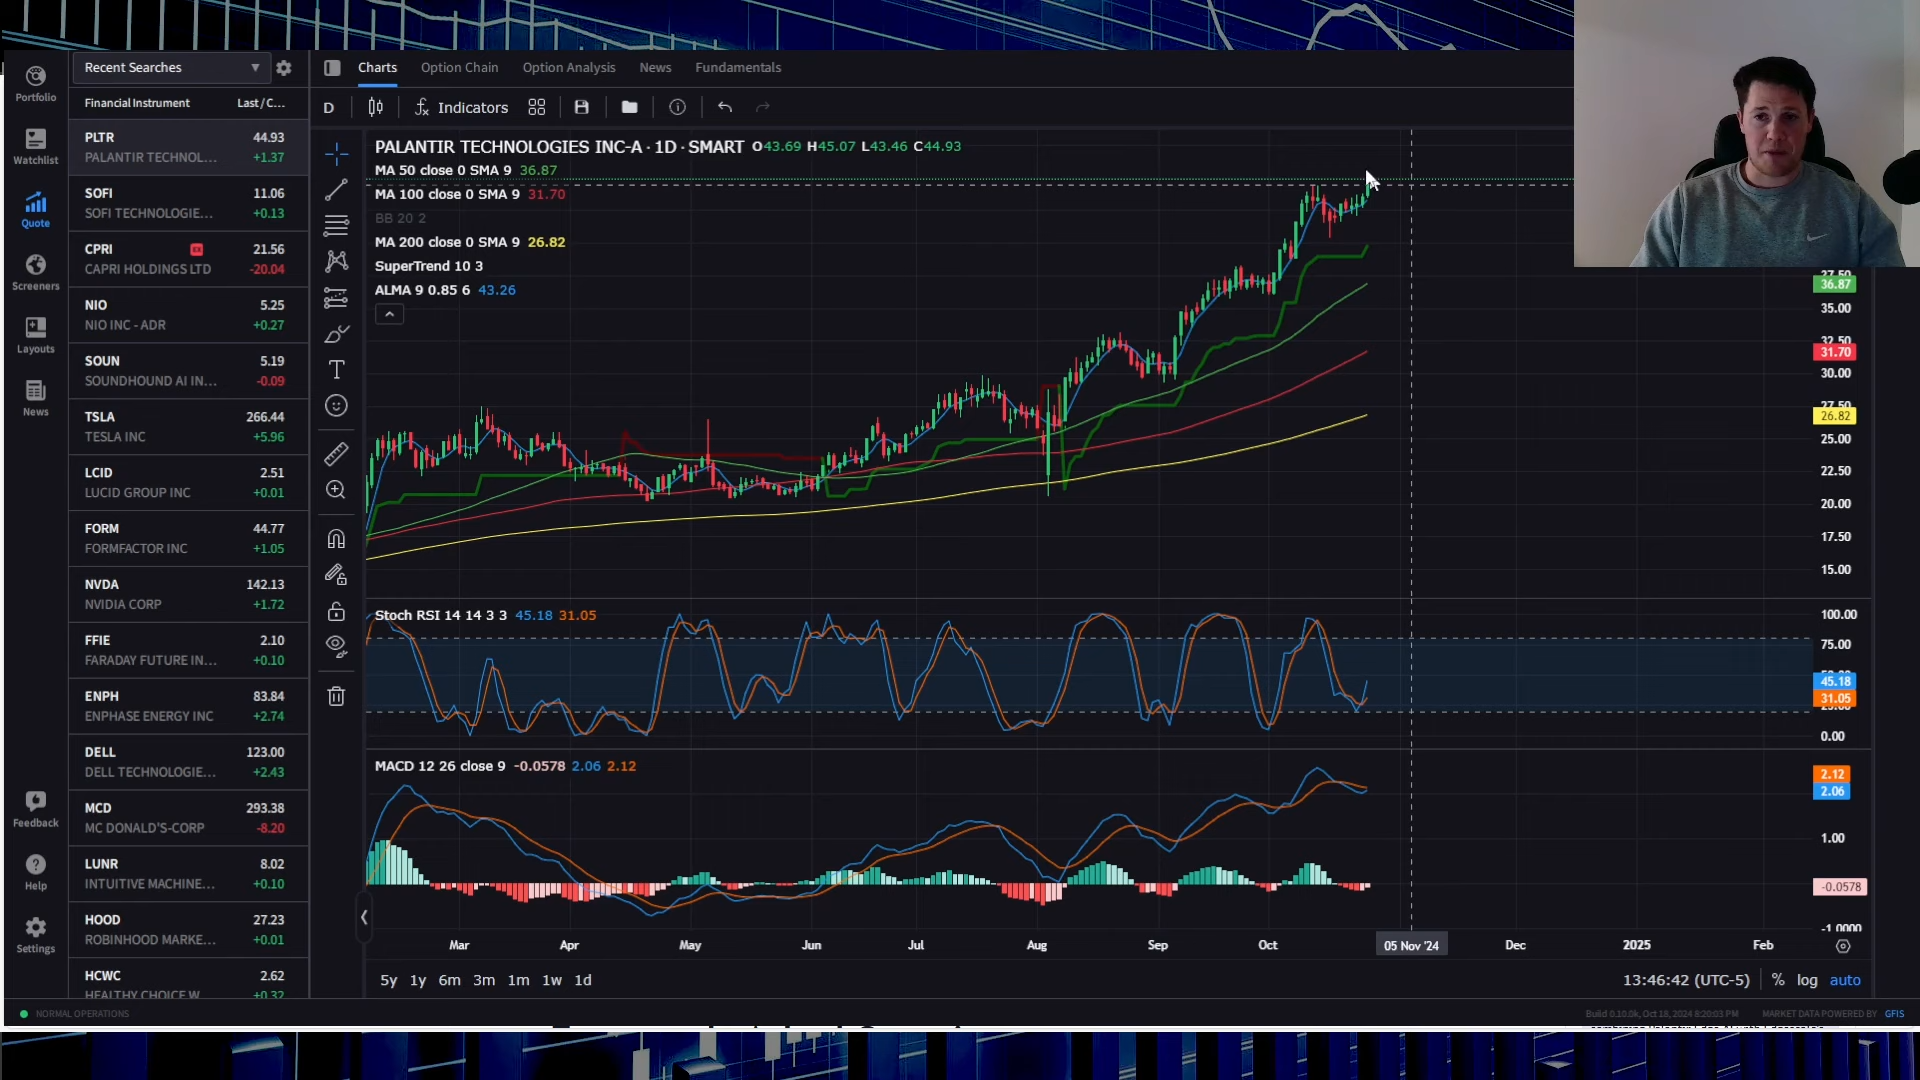 Recent Searches
Portfolio
Financial Instrument Last / C...
PLTR 44.93
PALANTIR TECHNOL... +1.37
Watchlist
SOFI 11.06
SOFI TECHNOLOGIE... +0.13
Quote
CPRI 21.56
CAPRI HOLDINGS LTD -20.04
Screeners
NIO 5.25
NIO INC - ADR +0.27
Layouts
SOUN 5.19
SOUNDHOUND AI IN... -0.09
News
TSLA 266.44
TESLA INC +5.96
LCID 2.51
LUCID GROUP INC +0.01
FORM 44.77
FORMFACTOR INC +1.05
NVDA 142.13
NVIDIA CORP +1.72
FFIE 2.10
FARADAY FUTURE IN... +0.10
ENPH 83.84
ENPHASE ENERGY INC +2.74
DELL 123.00
DELL TECHNOLOGIE... +2.43
MCD 293.38
MC DONALD'S-CORP -8.20
LUNR 8.02
INTUITIVE MACHINE... +0.10
HOOD 27.23
ROBINHOOD MARKE... +0.01
HCWC 2.62
HEALTHY CHOICE W... +0.32
Feedback
Help
Settings
NORMAL OPERATIONS
Charts Option Chain Option Analysis News Fundamentals
D Indicators
PALANTIR TECHNOLOGIES INC-A · 1D · SMART O43.69 H45.07 L43.46 C44.93
MA 50 close 0 SMA 9 36.87
MA 100 close 0 SMA 9 31.70
BB 20 2
MA 200 close 0 SMA 9 26.82
SuperTrend 10 3
ALMA 9 0.85 6 43.26
36.87
35.00
32.50
31.70
30.00
27.50
26.82
25.00
22.50
20.00
17.50
15.00
Stoch RSI 14 14 3 3 45.18 31.05
100.00
75.00
45.18
31.05
0.00
MACD 12 26 close 9 -0.0578 2.06 2.12
2.12
2.06
1.00
-0.0578
-1.0000
Mar Apr May Jun Jul Aug Sep Oct 05 Nov '24 Dec 2025 Feb
5y 1y 6m 3m 1m 1w 1d 13:46:42 (UTC-5) % log auto
Build 0.10.0k, Oct 18, 2024 8:20:03 PM MARKET DATA POWERED BY GFIS